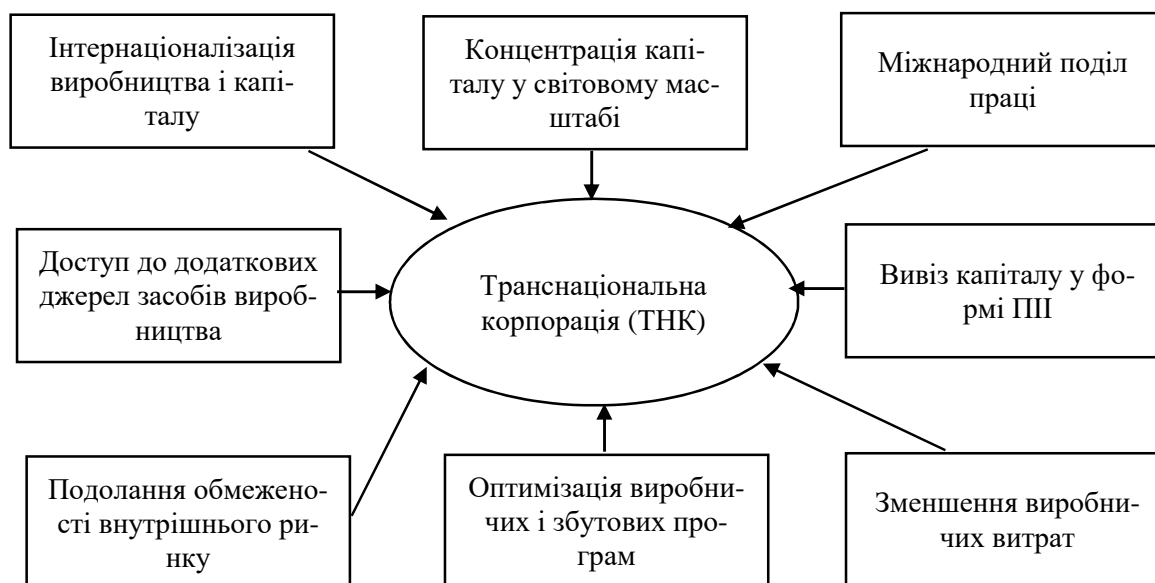 Інтернаціоналізація
виробництва і капі-
талу
Концентрація капі-
талу у світовому мас-
штабі
Міжнародний поділ
праці
Доступ до додаткових
джерел засобів вироб-
ництва
Транснаціональна
корпорація (ТНК)
Вивіз капіталу у фо-
рмі ПІІ
Подолання обмежено-
сті внутрішнього ри-
нку
Оптимізація виробни-
чих і збутових про-
грам
Зменшення виробни-
чих витрат